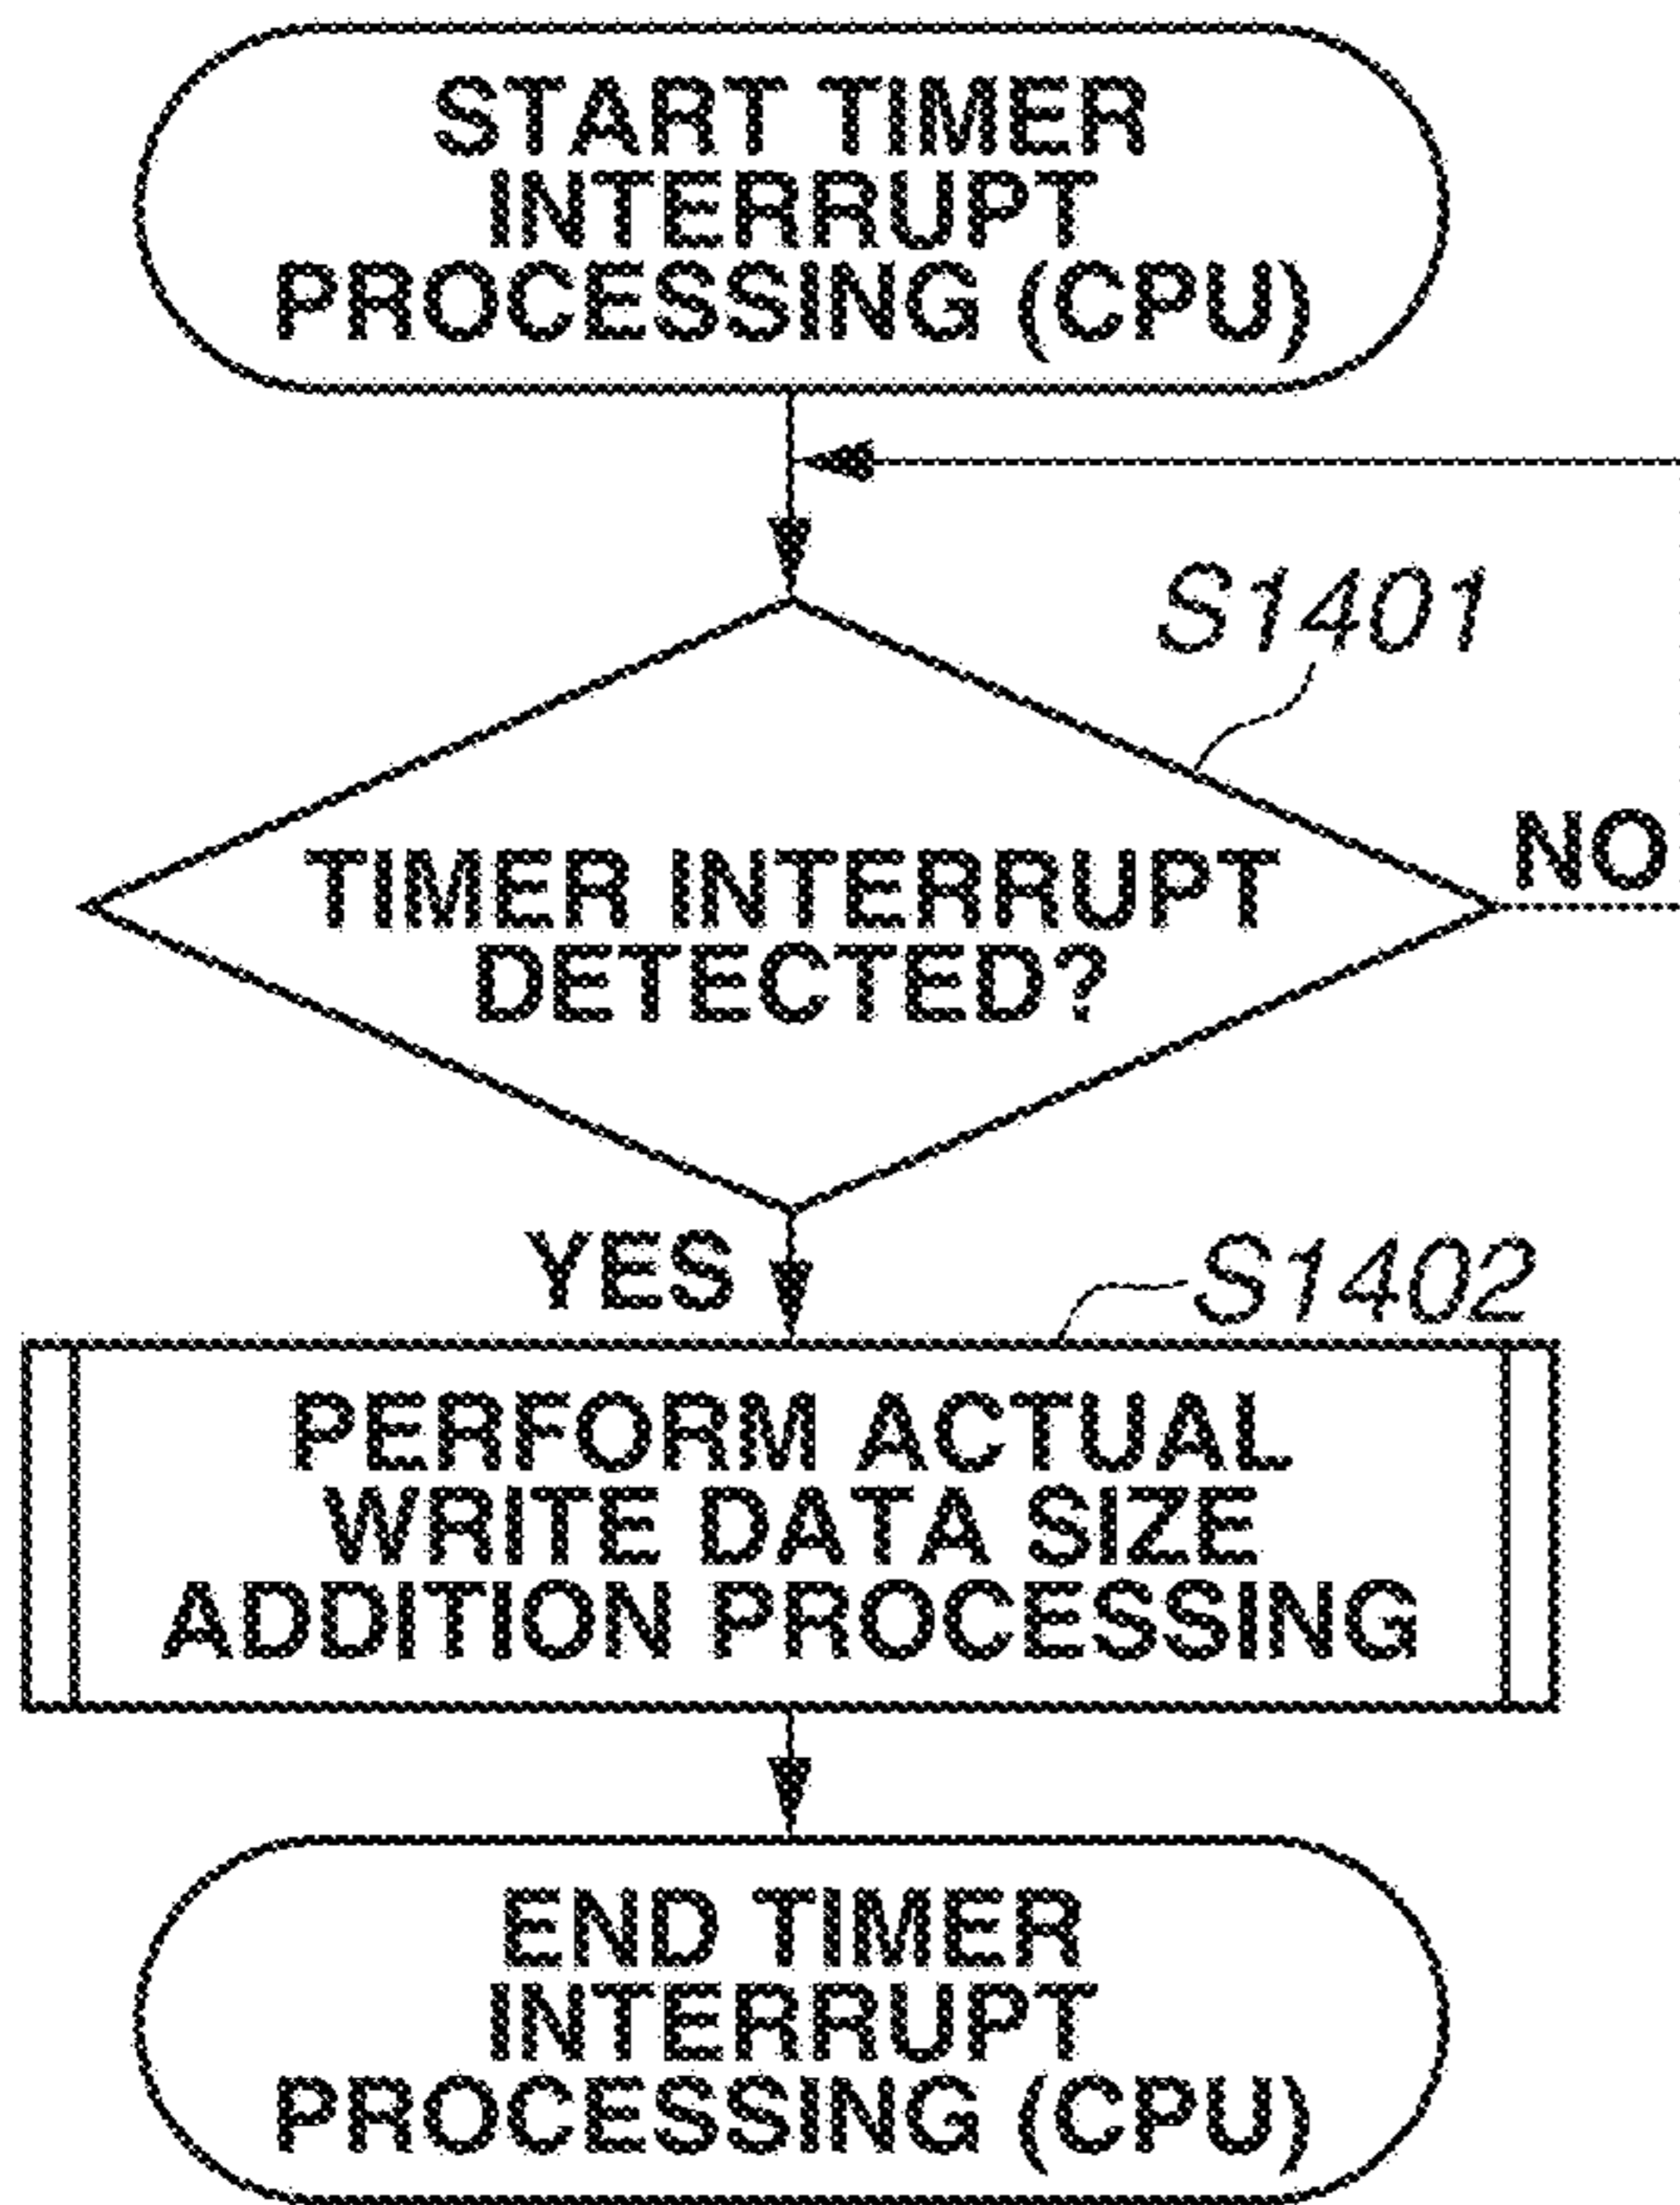 START TIMER
INTERRUPT
PROCESSING (CPU)
S1401
TIMER INTERRUPT
DETECTED?
NO
YES
S1402
PERFORM ACTUAL
WRITE DATA SIZE
ADDITION PROCESSING
END TIMER
INTERRUPT
PROCESSING (CPU)